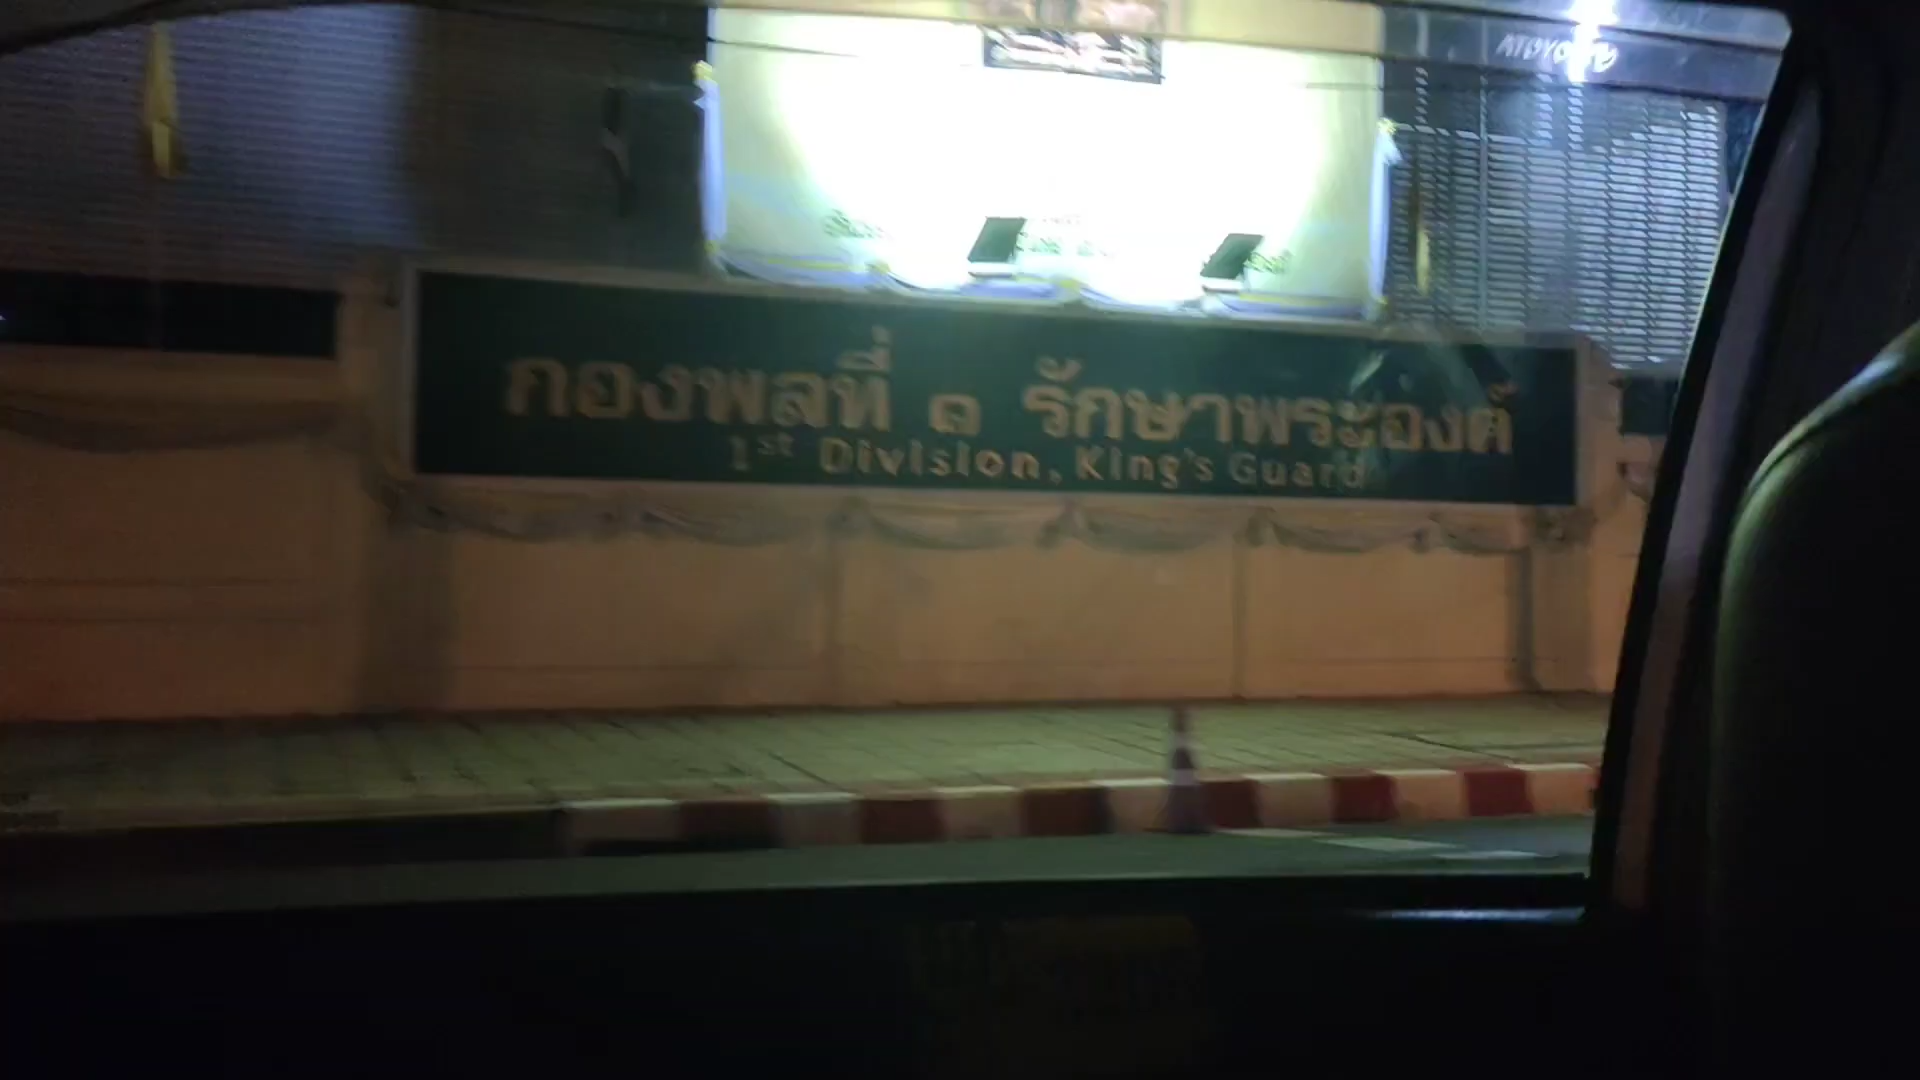 กองพลที่ ๑ รักษาพระองค์
1st Division, King's Guard